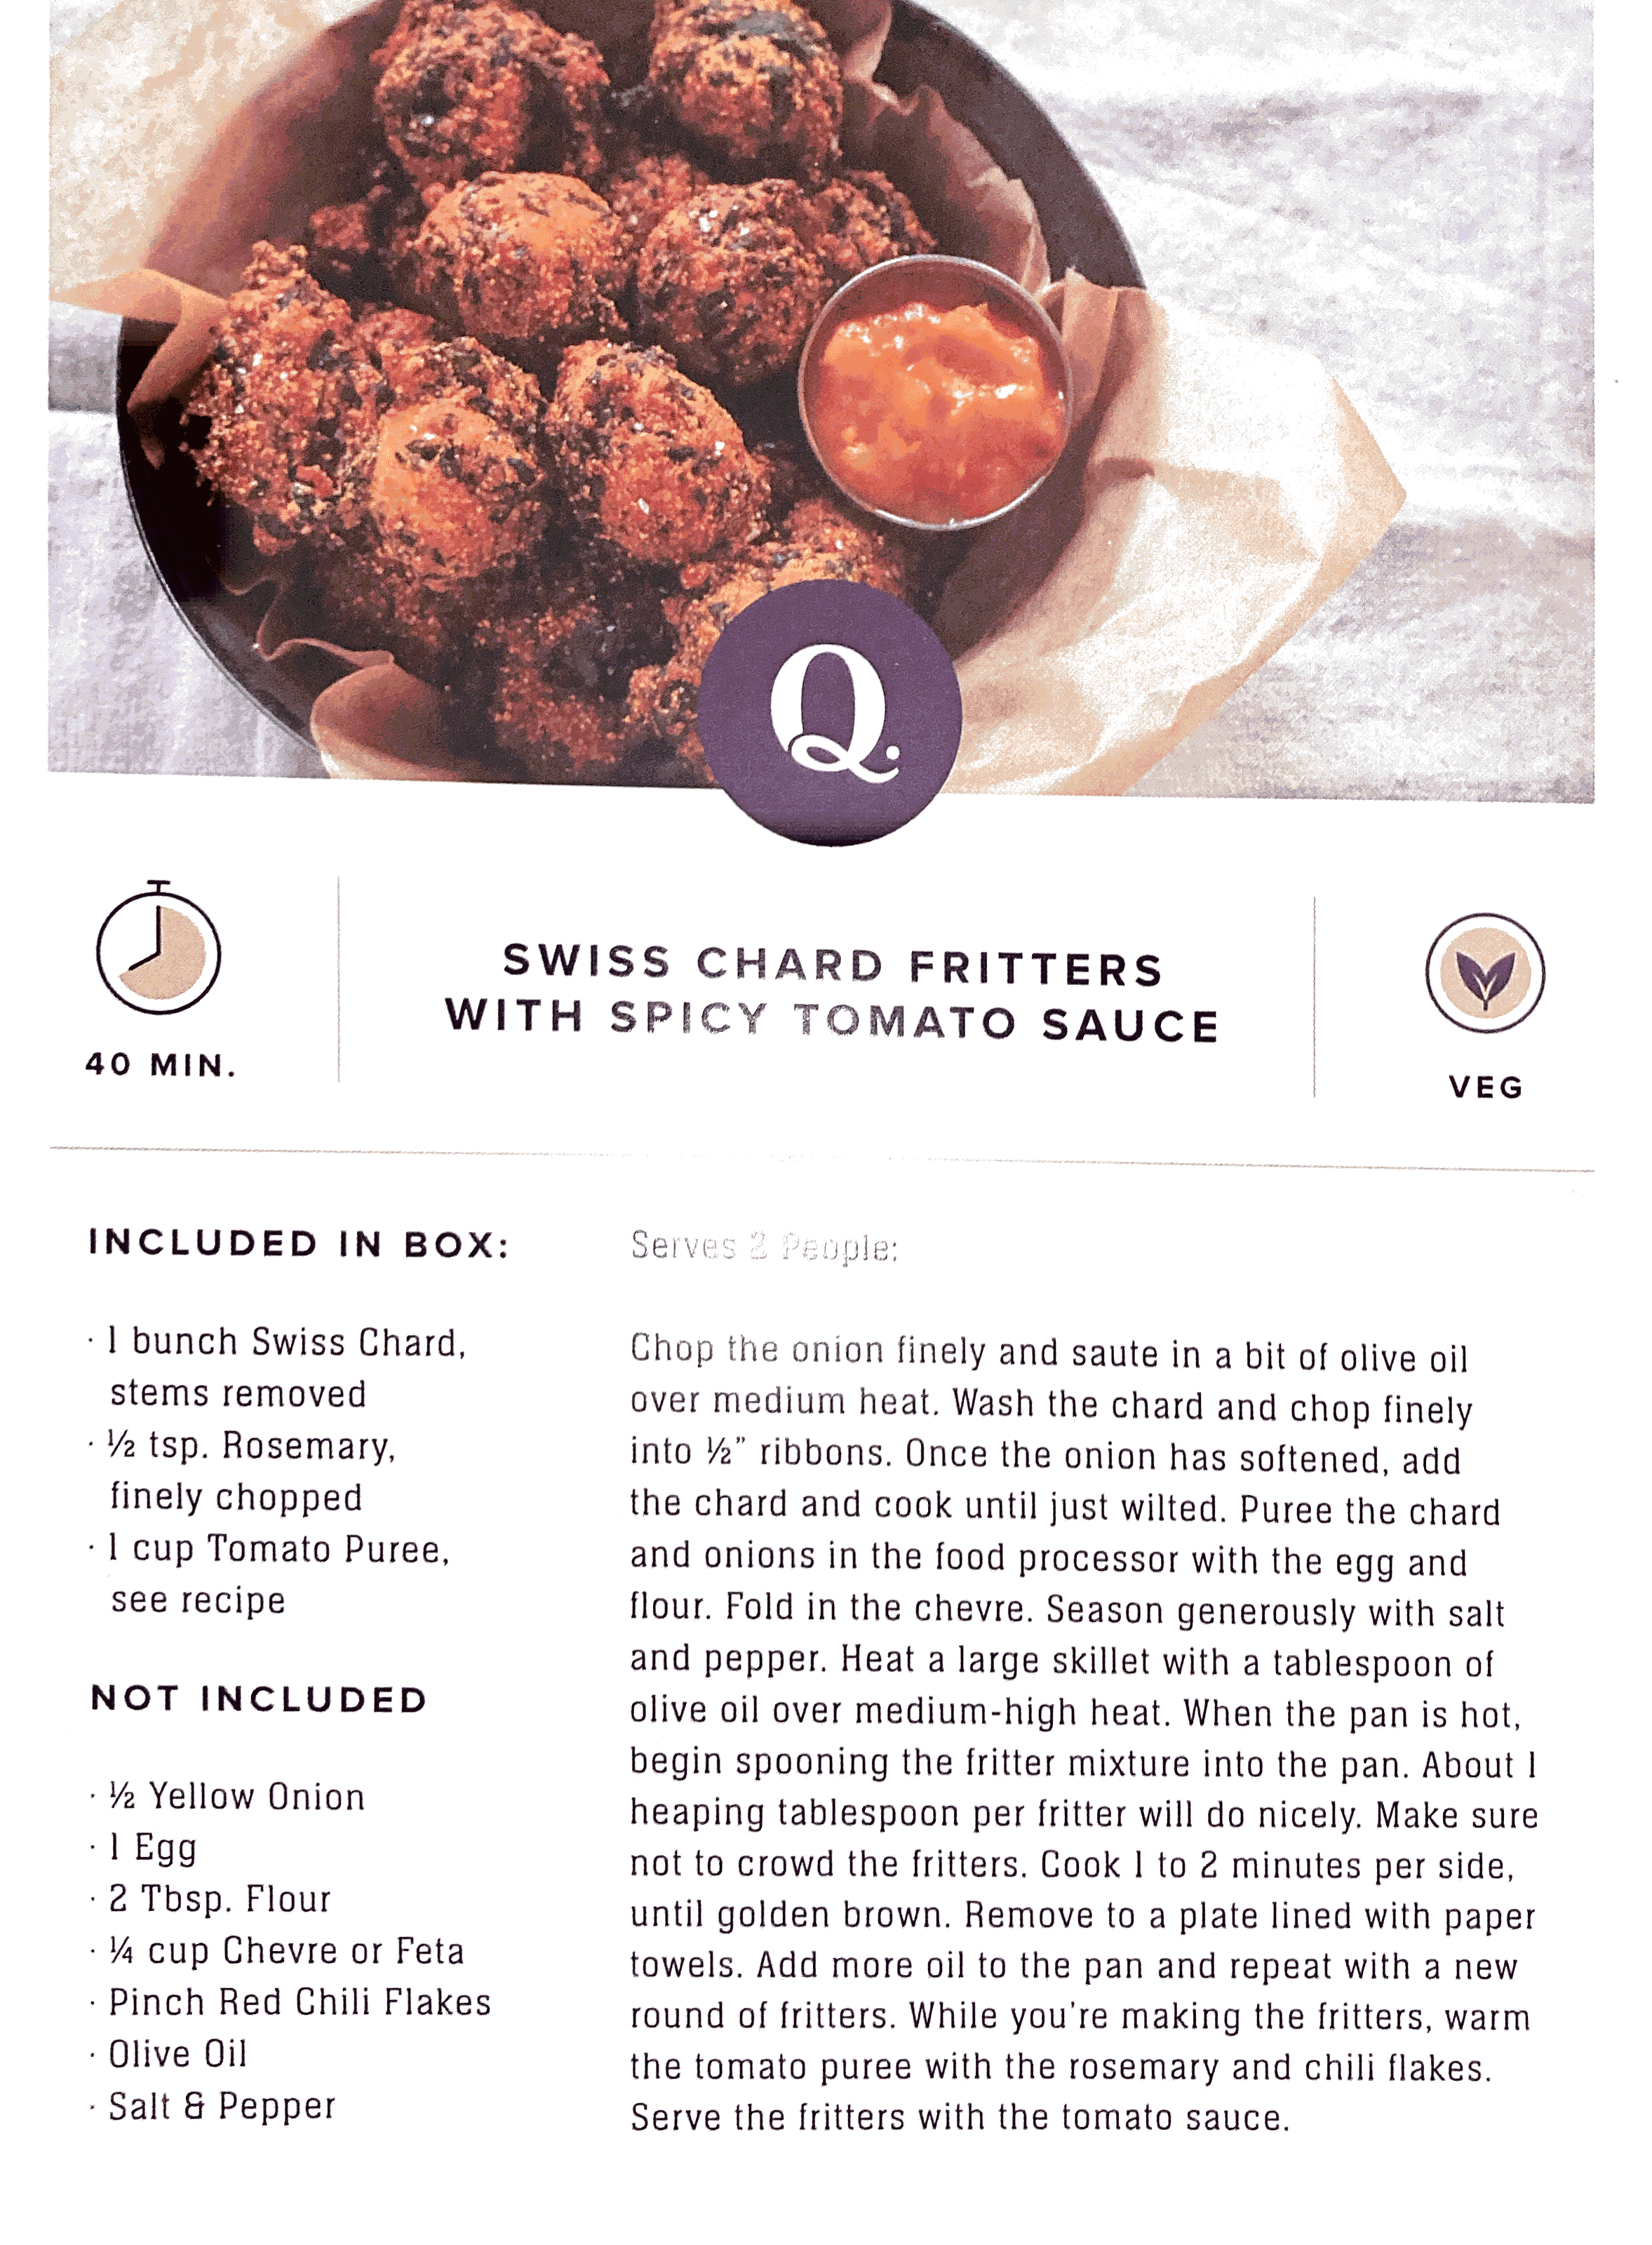 Q.
40 MIN.
SWISS CHARD FRITTERS
WITH SPICY TOMATO SAUCE
VEG
INCLUDED IN BOX:
· 1 bunch Swiss Chard,
stems removed
· ½ tsp. Rosemary,
finely chopped
· 1 cup Tomato Puree,
see recipe
NOT INCLUDED
· ½ Yellow Onion
· 1 Egg
· 2 Tbsp. Flour
· ¼ cup Chevre or Feta
· Pinch Red Chili Flakes
· Olive Oil
· Salt & Pepper
Serves 2 People:
Chop the onion finely and saute in a bit of olive oil
over medium heat. Wash the chard and chop finely
into ½” ribbons. Once the onion has softened, add
the chard and cook until just wilted. Puree the chard
and onions in the food processor with the egg and
flour. Fold in the chevre. Season generously with salt
and pepper. Heat a large skillet with a tablespoon of
olive oil over medium-high heat. When the pan is hot,
begin spooning the fritter mixture into the pan. About 1
heaping tablespoon per fritter will do nicely. Make sure
not to crowd the fritters. Cook 1 to 2 minutes per side,
until golden brown. Remove to a plate lined with paper
towels. Add more oil to the pan and repeat with a new
round of fritters. While you're making the fritters, warm
the tomato puree with the rosemary and chili flakes.
Serve the fritters with the tomato sauce.